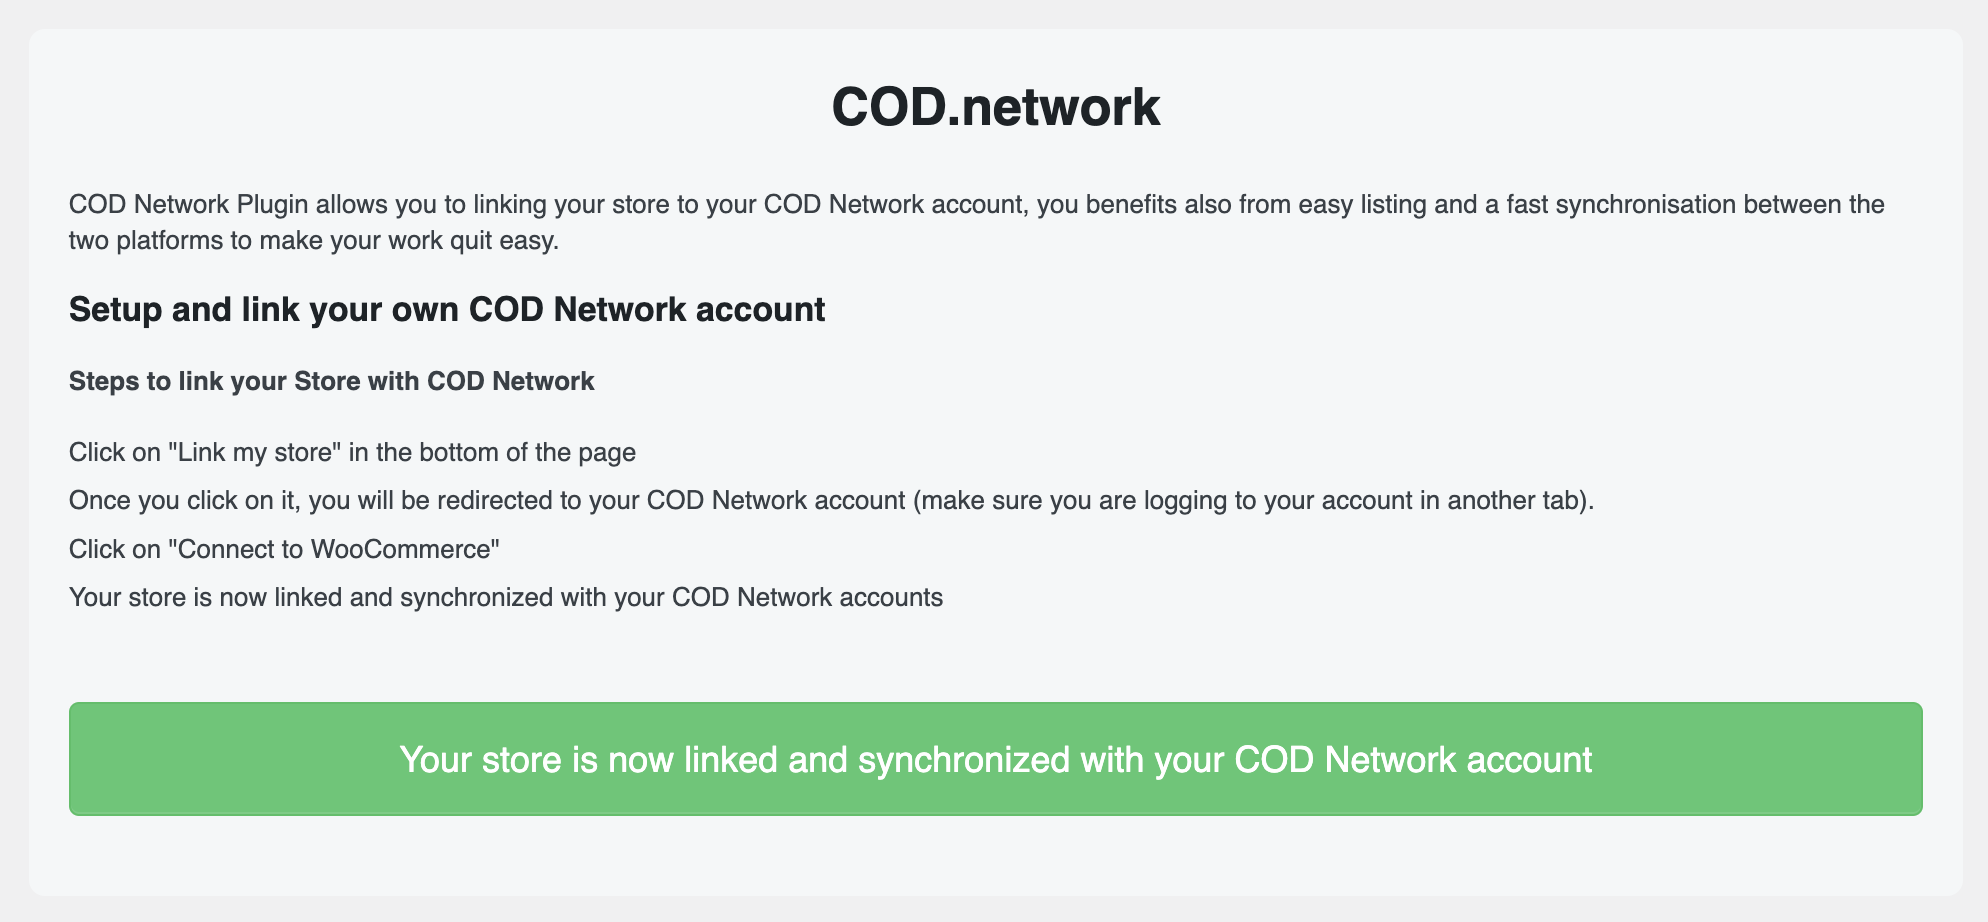 COD.network
COD Network Plugin allows you to linking your store to your COD Network account, you benefits also from easy listing and a fast synchronisation between the
two platforms to make your work quit easy.
Setup and link your own COD Network account
Steps to link your Store with COD Network
Click on "Link my store" in the bottom of the page
Once you click on it, you will be redirected to your COD Network account (make sure you are logging to your account in another tab).
Click on "Connect to WooCommerce"
Your store is now linked and synchronized with your COD Network accounts
Your store is now linked and synchronized with your COD Network account